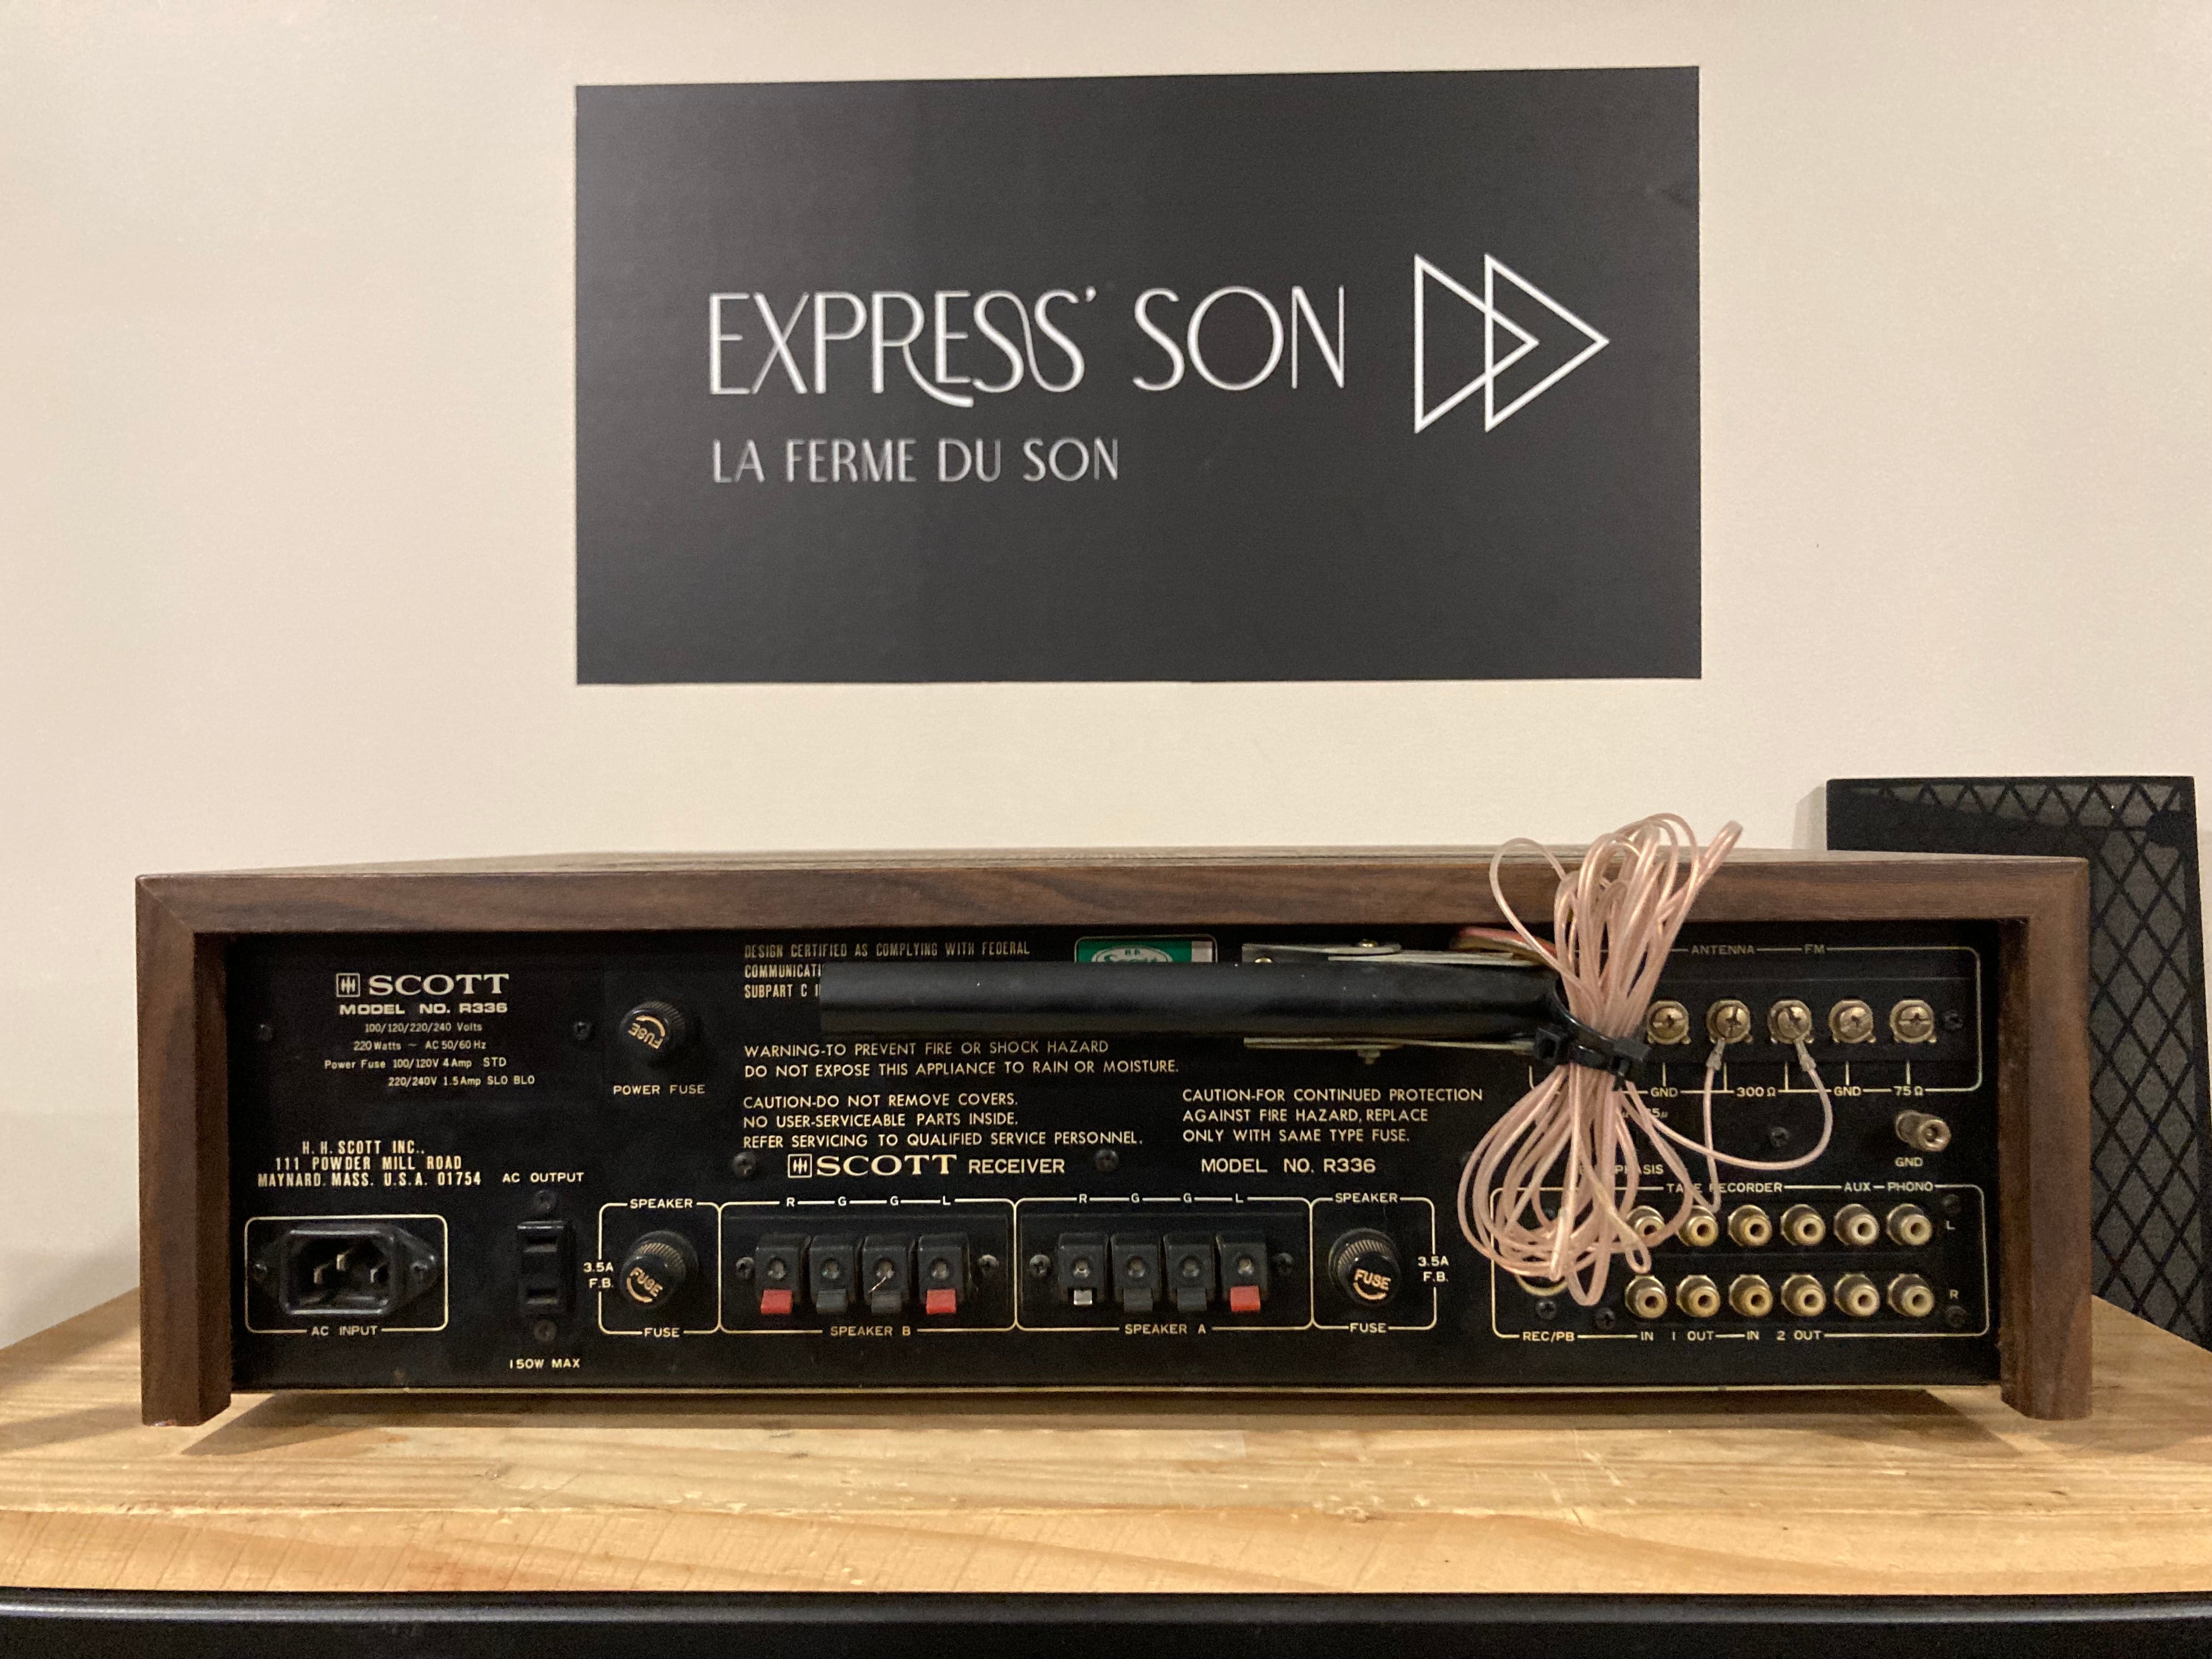 EXPRESS' SON
LA FERME DU SON
SCOTT
MODEL NO. R336
100/120/220/240 Volts
220 Watts ~ AC 50/60 Hz
Power Fuse 100/120V 4Amp STD
220/240V 1.5Amp SLO BLO
H. H. SCOTT INC.,
111 POWDER MILL ROAD
MAYNARD. MASS. U.S.A. 01754
AC INPUT
AC OUTPUT
150W MAX
FUSE
POWER FUSE
DESIGN CERTIFIED AS COMPLYING WITH FEDERAL
SUBPART C
WARNING-TO PREVENT FIRE OR SHOCK HAZARD
DO NOT EXPOSE THIS APPLIANCE TO RAIN OR MOISTURE.
CAUTION-DO NOT REMOVE COVERS.
NO USER-SERVICEABLE PARTS INSIDE.
REFER SERVICING TO QUALIFIED SERVICE PERSONNEL.
CAUTION-FOR CONTINUED PROTECTION
AGAINST FIRE HAZARD, REPLACE
ONLY WITH SAME TYPE FUSE.
SCOTT RECEIVER MODEL NO. R336
SPEAKER
3.5A
F.B.
FUSE
FUSE
R G G L
SPEAKER B
R G G L
SPEAKER A
SPEAKER
FUSE
3.5A
F.B.
FUSE
ANTENNA FM
GND 300Ω GND 75Ω
GND
TAPE RECORDER AUX PHONO
L
R
REC/PB IN 1 OUT IN 2 OUT